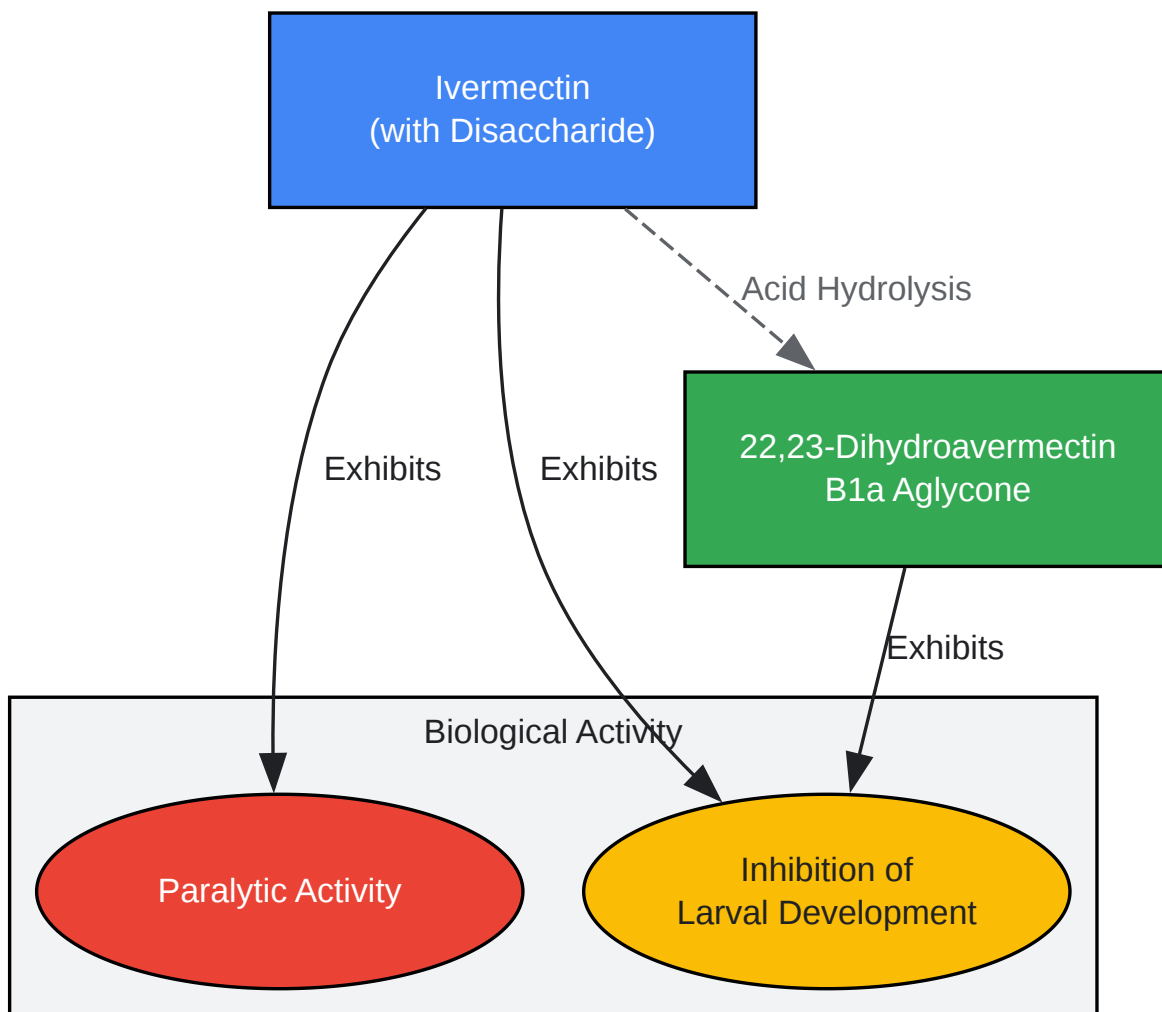 Ivermectin
(with Disaccharide)
Acid Hydrolysis
22,23-Dihydroavermectin
B1a Aglycone
Exhibits
Exhibits
Exhibits
Biological Activity
Paralytic Activity
Inhibition of
Larval Development